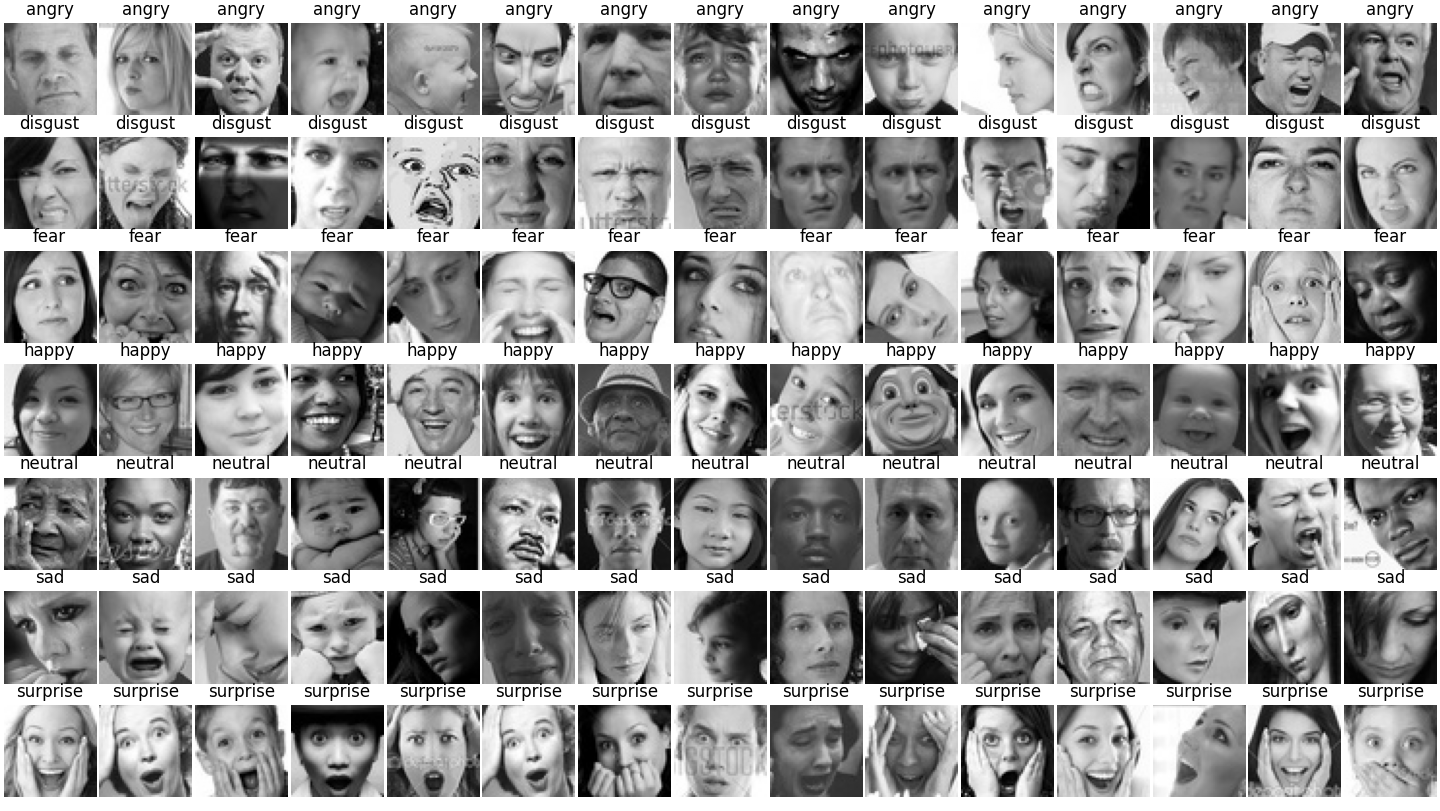 angry angry angry angry angry angry angry angry angry angry angry angry angry angry angry
disgust disgust disgust disgust disgust disgust disgust disgust disgust disgust disgust disgust disgust disgust disgust
fear fear fear fear fear fear fear fear fear fear fear fear fear fear fear
happy happy happy happy happy happy happy happy happy happy happy happy happy happy happy
neutral neutral neutral neutral neutral neutral neutral neutral neutral neutral neutral neutral neutral neutral neutral
sad sad sad sad sad sad sad sad sad sad sad sad sad sad sad
surprise surprise surprise surprise surprise surprise surprise surprise surprise surprise surprise surprise surprise surprise surprise